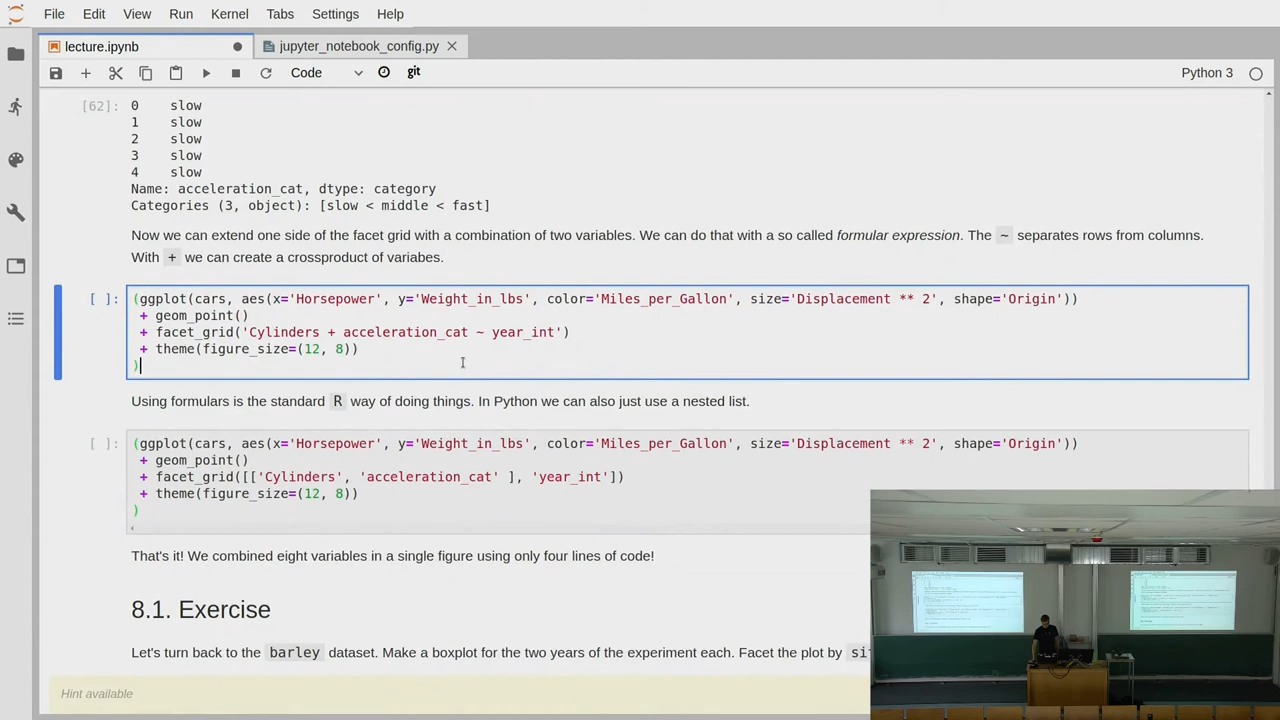 File Edit View Run Kernel Tabs Settings Help
lecture.ipynb jupyter_notebook_config.py
Code git Python 3
[62]: 0 slow
1 slow
2 slow
3 slow
4 slow
Name: acceleration_cat, dtype: category
Categories (3, object): [slow < middle < fast]
Now we can extend one side of the facet grid with a combination of two variables. We can do that with a so called formular expression. The ~ separates rows from columns.
With + we can create a crossproduct of variabes.
[ ]: (ggplot(cars, aes(x='Horsepower', y='Weight_in_lbs', color='Miles_per_Gallon', size='Displacement ** 2', shape='Origin'))
+ geom_point()
+ facet_grid('Cylinders + acceleration_cat ~ year_int')
+ theme(figure_size=(12, 8))
)
Using formulars is the standard R way of doing things. In Python we can also just use a nested list.
[ ]: (ggplot(cars, aes(x='Horsepower', y='Weight_in_lbs', color='Miles_per_Gallon', size='Displacement ** 2', shape='Origin'))
+ geom_point()
+ facet_grid([['Cylinders', 'acceleration_cat' ], 'year_int'])
+ theme(figure_size=(12, 8))
)
That's it! We combined eight variables in a single figure using only four lines of code!
8.1. Exercise
Let's turn back to the barley dataset. Make a boxplot for the two years of the experiment each. Facet the plot by
Hint available